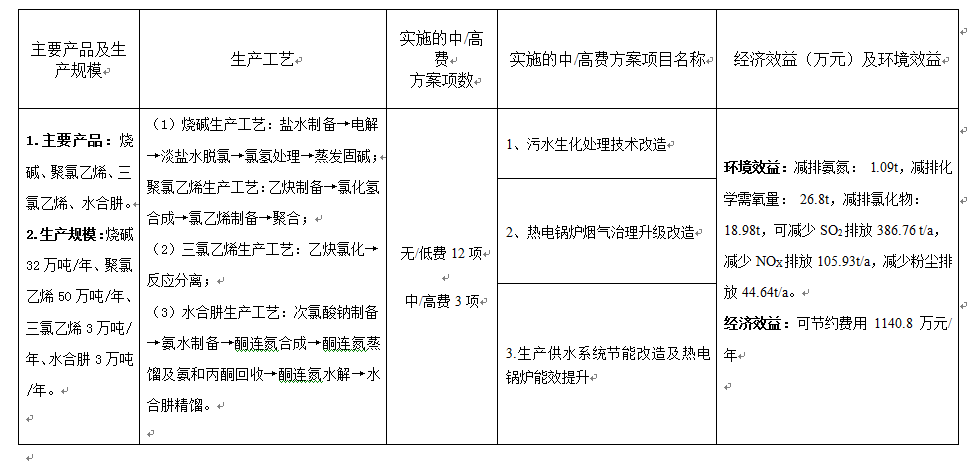 主要产品及生
产规模
生产工艺
实施的中/高
费
方案项数
实施的中/高费方案项目名称
经济效益（万元）及环境效益
1.主要产品：烧
碱、聚氯乙烯、三
氯乙烯、水合肼。
2.生产规模:烧碱
32万吨/年、聚氯
乙烯50万吨/年、
三氯乙烯3万吨/
年、水合肼3万吨
/年。
（1）烧碱生产工艺：盐水制备→电解
→淡盐水脱氯→氯氢处理→蒸发固碱；
聚氯乙烯生产工艺:乙炔制备→氯化氢
合成→氯乙烯制备→聚合；
（2）三氯乙烯生产工艺：乙炔氯化→
反应分离；
（3）水合肼生产工艺：次氯酸钠制备
→氨水制备→酮连氮合成→酮连氮蒸
馏及氨和丙酮回收→酮连氮水解→水
合肼精馏。
无/低费12项
中/高费3项
1、污水生化处理技术改造
2、热电锅炉烟气治理升级改造
3.生产供水系统节能改造及热电
锅炉能效提升
环境效益:减排氨氮： 1.09t，减排化
学需氧量： 26.8t，减排氯化物：
18.98t，可减少SO2排放386.76 t/a，
减少NOX排放105.93t/a，减少粉尘排
放44.64t/a。
经济效益：可节约费用 1140.8 万元/
年